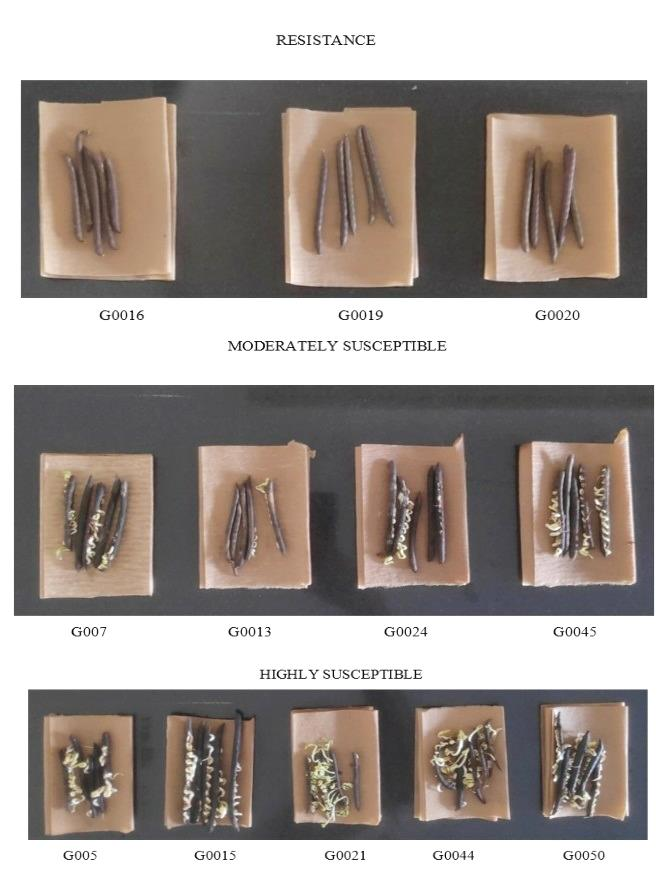 RESISTANCE
G0016 G0019 G0020
MODERATELY SUSCEPTIBLE
G007 G0013 G0024 G0045
HIGHLY SUSCEPTIBLE
G005 G0015 G0021 G0044 G0050